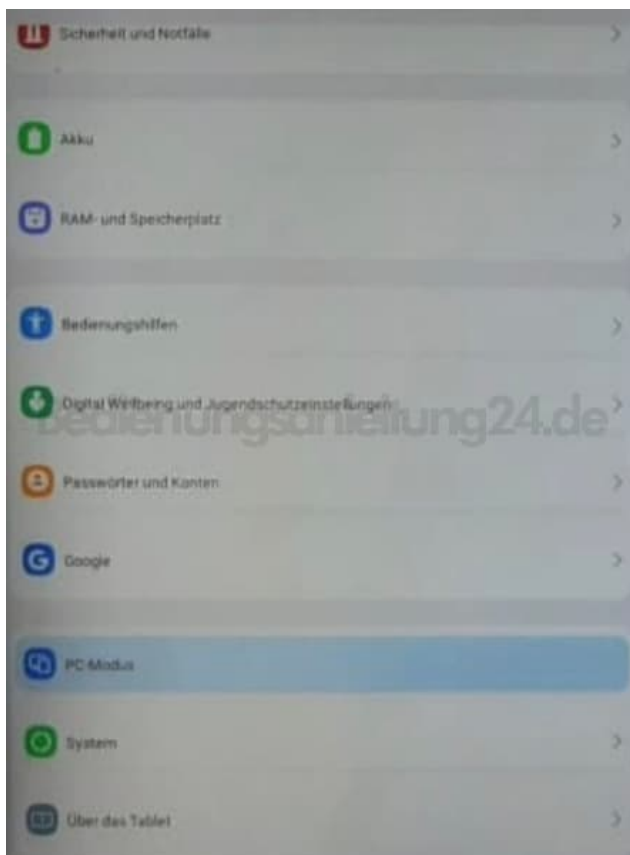 Sicherheit und Notfälle
Akku
RAM- und Speicherplatz
Bedienungshilfen
Digital Wellbeing und Jugendschutzeinstellungen
Bedienungsanleitung24.de
Passwörter und Konten
Google
PC-Modus
System
Über das Tablet